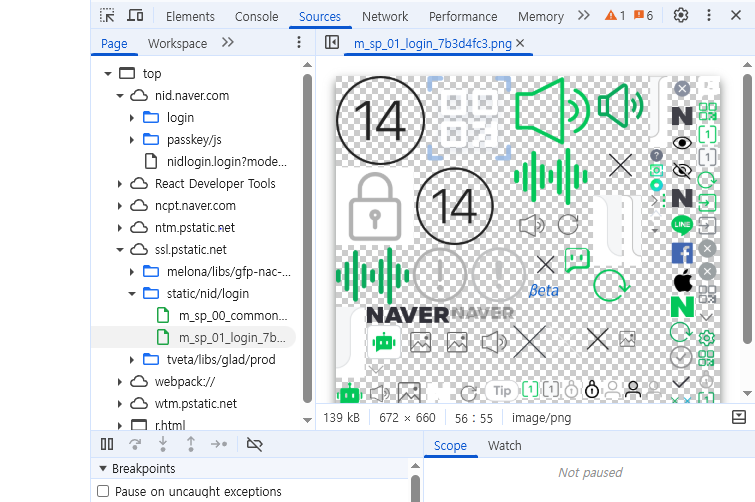 Elements Console Sources Network Performance Memory 1 6
Page Workspace
m_sp_01_login_7b3d4fc3.png
top
nid.naver.com
login
passkey/js
nidlogin.login?mode...
React Developer Tools
ncpt.naver.com
ntm.pstatic.net
ssl.pstatic.net
melona/libs/gfp-nac-...
static/nid/login
m_sp_00_common...
m_sp_01_login_7b...
tveta/libs/glad/prod
webpack://
wtm.pstatic.net
r.html
14
14
βeta
NAVER NAVER
Tip
1
1
N
1
1
N
LINE
f
N
139 kB 672 × 660 56 : 55 image/png
Breakpoints
Pause on uncaught exceptions
Scope Watch
Not paused